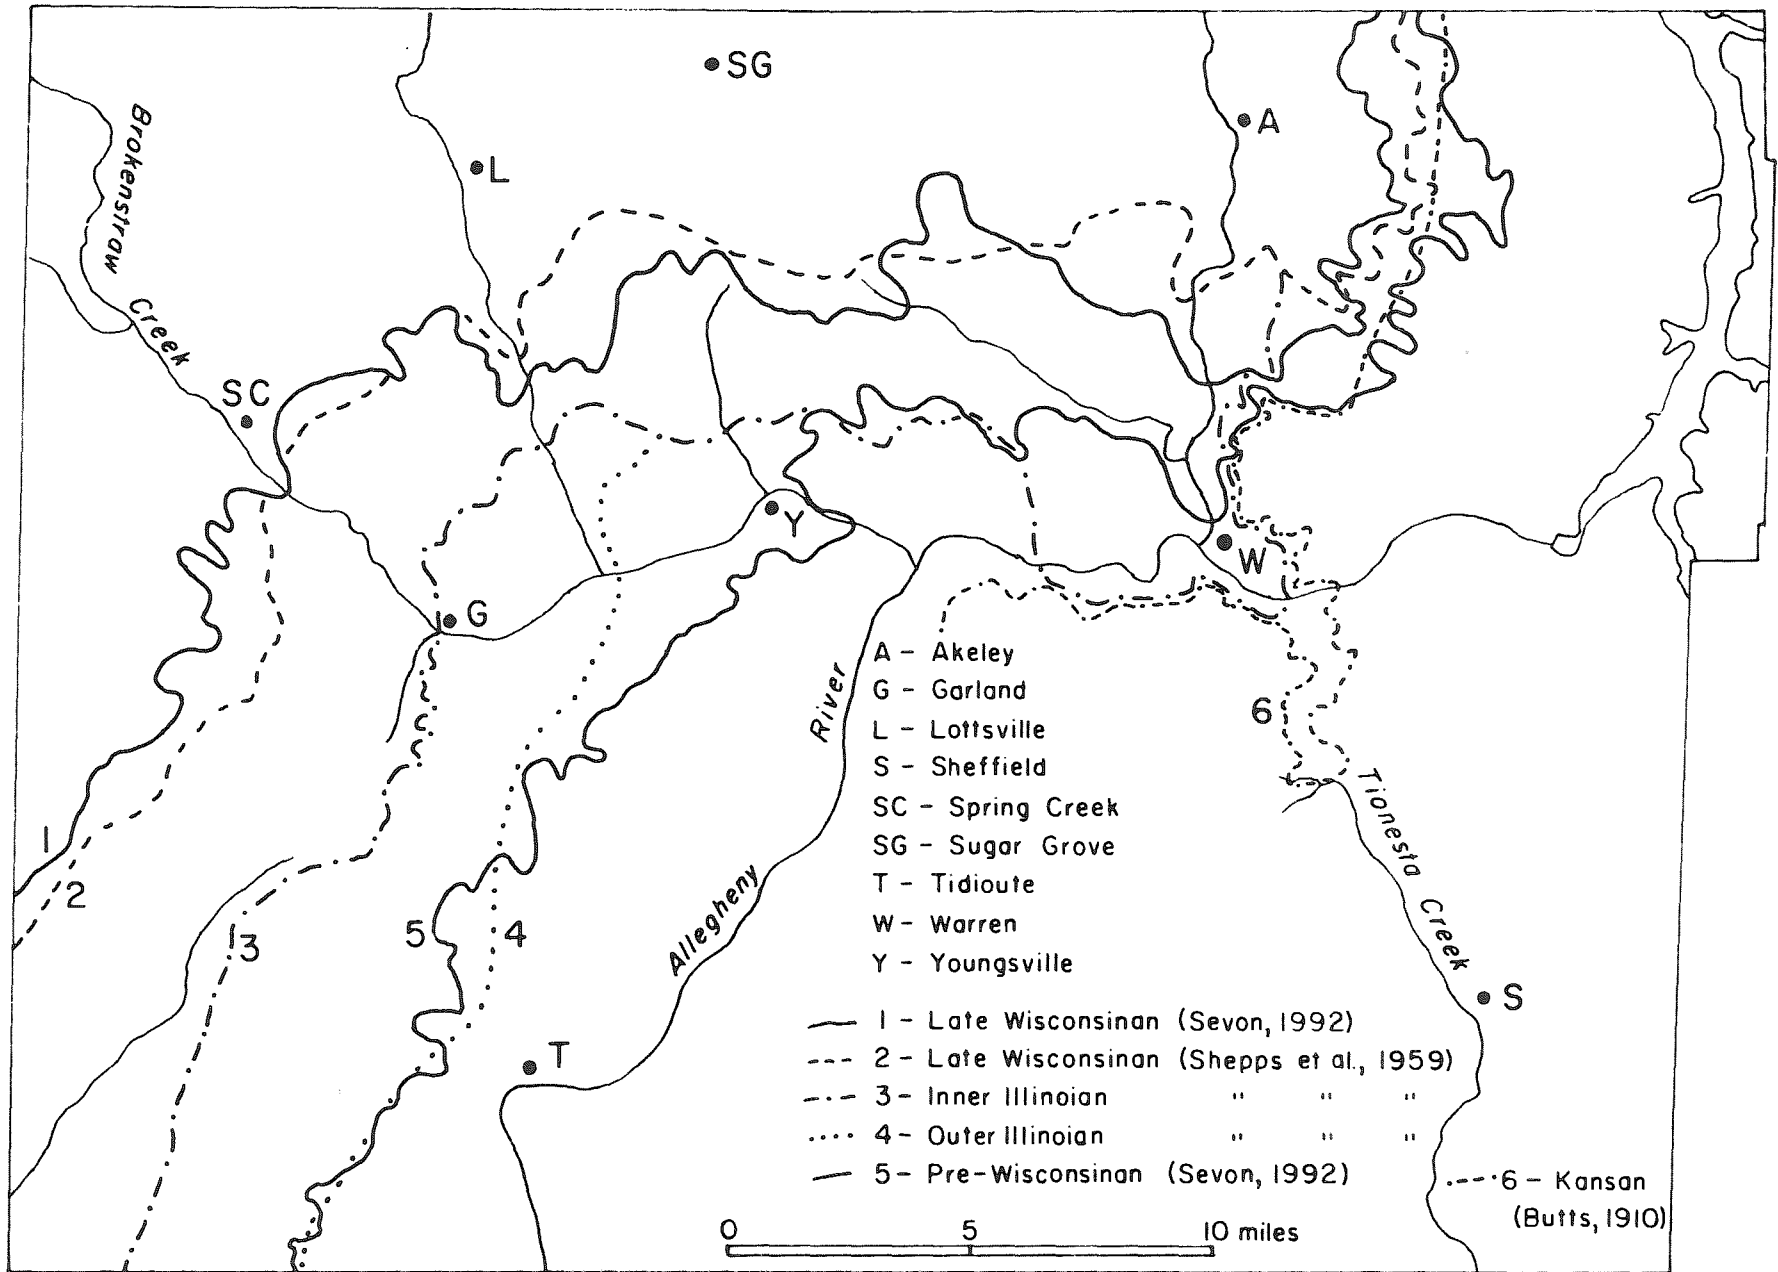 SG
A
L
Brokenstraw
Creek
SC
Y
W
G
6
A - Akeley
G - Garland
L - Lottsville
S - Sheffield
SC - Spring Creek
SG - Sugar Grove
T - Tidioute
W - Warren
Y - Youngsville
River
Allegheny
Tionesta Creek
1
2
3
5
4
S
T
1 - Late Wisconsinan (Sevon, 1992)
2 - Late Wisconsinan (Shepps et al., 1959)
3 - Inner Illinoian " " "
4 - Outer Illinoian " " "
5 - Pre-Wisconsinan (Sevon, 1992)
6 - Kansan
(Butts, 1910)
0 5 10 miles